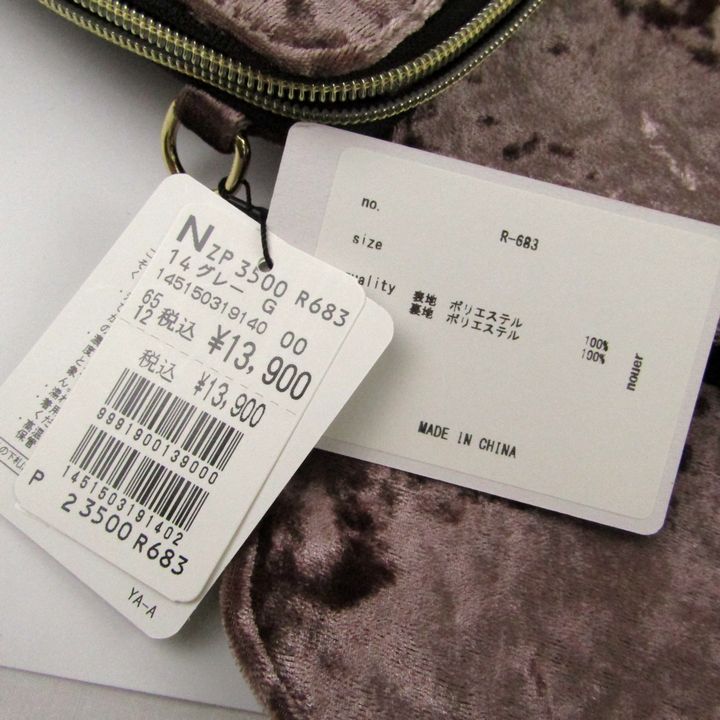 N ZP 3500 R683
14 グレー G
145150319140 00
65
12 税込 ¥13,900
税込 ¥13,900
9991900139000
1451503191402
P 23500 R683
YA-A
no. R-683
size
uality 表地 ポリエステル 100%
裏地 ポリエステル 100%
nouer
MADE IN CHINA